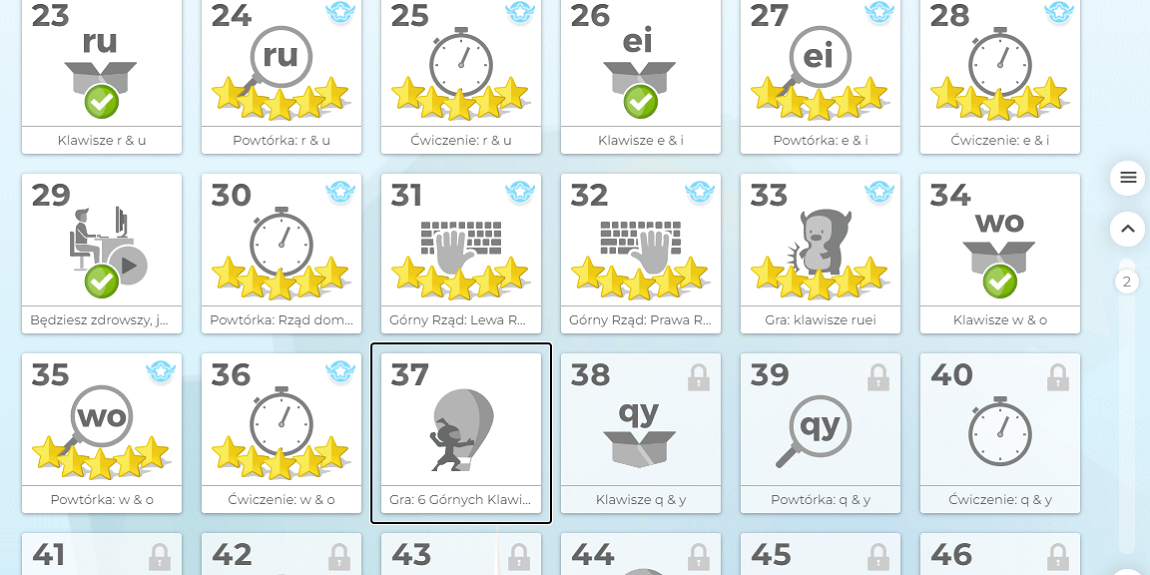 23
ru
Klawisze r & u
24
ru
Powtórka: r & u
25
Ćwiczenie: r & u
26
ei
Klawisze e & i
27
ei
Powtórka: e & i
28
Ćwiczenie: e & i
29
Będziesz zdrowszy, j...
30
Powtórka: Rząd dom...
31
Górny Rząd: Lewa R...
32
Górny Rząd: Prawa R...
33
Gra: klawisze ruei
34
wo
Klawisze w & o
35
wo
Powtórka: w & o
36
Ćwiczenie: w & o
37
Gra: 6 Górnych Klawi...
38
qy
Klawisze q & y
39
qy
Powtórka: q & y
40
Ćwiczenie: q & y
41
42
43
44
45
46
2